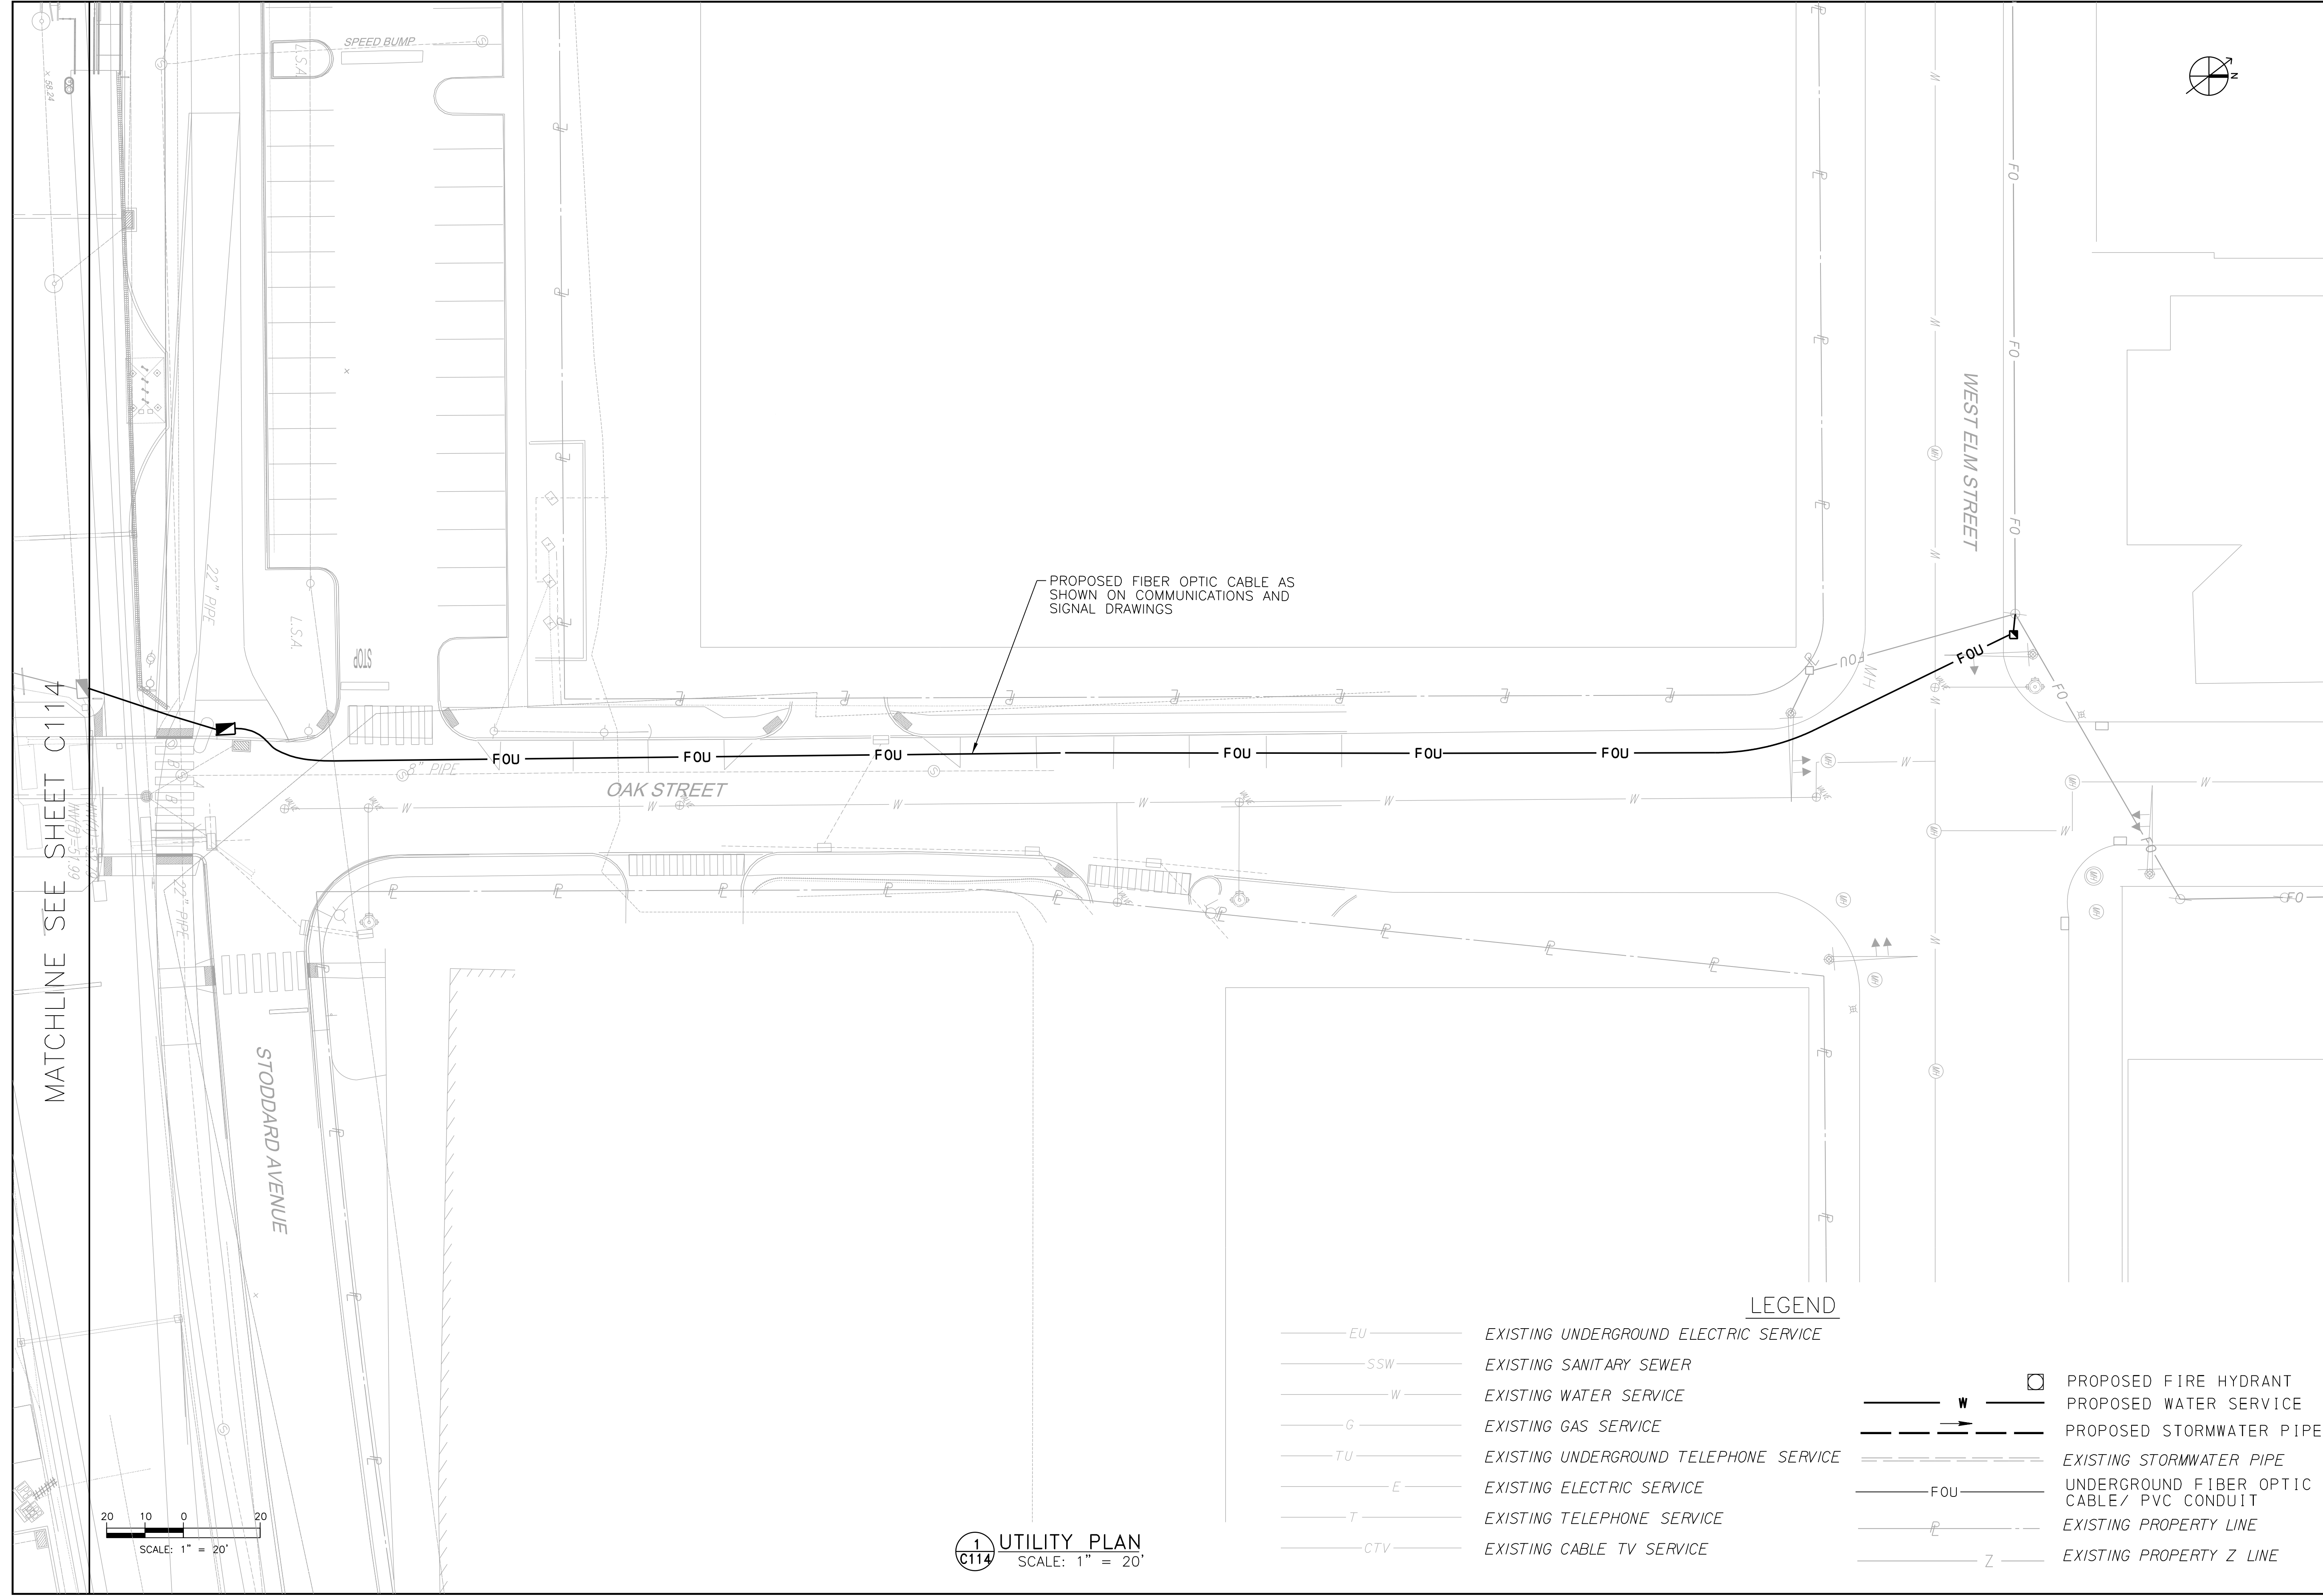 SPEED BUMP
L.S.A.
58.24
N
WEST ELM STREET
22" PIPE
L.S.A.
STOP
PROPOSED FIBER OPTIC CABLE AS
SHOWN ON COMMUNICATIONS AND
SIGNAL DRAWINGS
FO
FO
FO
FOU
FOU
FOU
FOU
FOU
FOU
FOU
FOU
FO
FO
FO
MH
8" PIPE
OAK STREET
MATCHLINE SEE SHEET C114
22" PIPE
STODDARD AVENUE
LEGEND
EU EXISTING UNDERGROUND ELECTRIC SERVICE
SSW EXISTING SANITARY SEWER
W EXISTING WATER SERVICE
G EXISTING GAS SERVICE
TU EXISTING UNDERGROUND TELEPHONE SERVICE
E EXISTING ELECTRIC SERVICE
T EXISTING TELEPHONE SERVICE
CTV EXISTING CABLE TV SERVICE
PROPOSED FIRE HYDRANT
W PROPOSED WATER SERVICE
PROPOSED STORMWATER PIPE
EXISTING STORMWATER PIPE
FOU UNDERGROUND FIBER OPTIC
CABLE/ PVC CONDUIT
PL EXISTING PROPERTY LINE
Z EXISTING PROPERTY Z LINE
20 10 0 20
SCALE: 1" = 20'
1
C114
UTILITY PLAN
SCALE: 1" = 20'